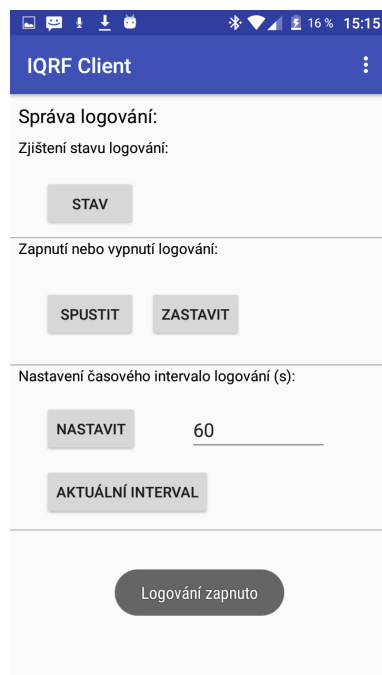 16 % 15:15
IQRF Client
Správa logování:
Zjištení stavu logování:
STAV
Zapnutí nebo vypnutí logování:
SPUSTIT ZASTAVIT
Nastavení časového intervalo logování (s):
NASTAVIT 60
AKTUÁLNÍ INTERVAL
Logování zapnuto